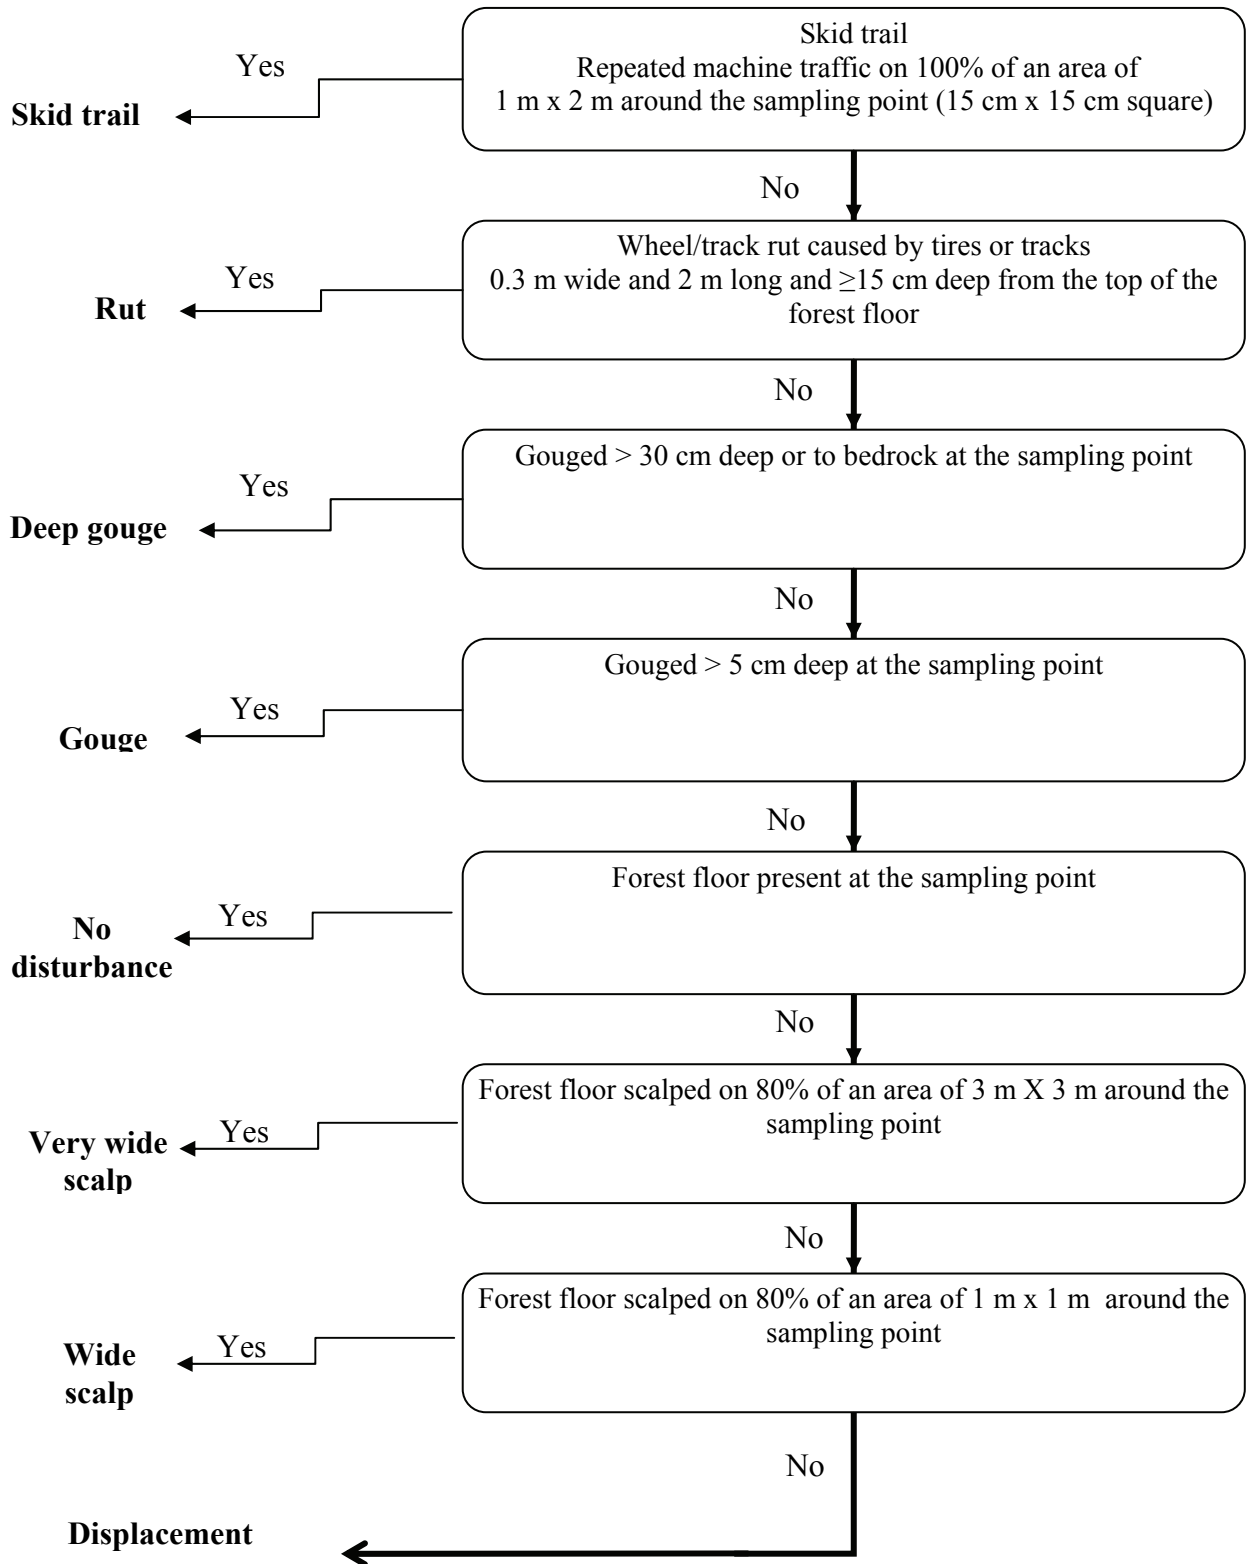 Skid trail
Repeated machine traffic on 100% of an area of
1 m x 2 m around the sampling point (15 cm x 15 cm square)
Yes
Skid trail
No
Wheel/track rut caused by tires or tracks
0.3 m wide and 2 m long and ≥15 cm deep from the top of the
forest floor
Yes
Rut
No
Gouged > 30 cm deep or to bedrock at the sampling point
Yes
Deep gouge
No
Gouged > 5 cm deep at the sampling point
Yes
Gouge
No
Forest floor present at the sampling point
Yes
No
disturbance
No
Forest floor scalped on 80% of an area of 3 m X 3 m around the
sampling point
Yes
Very wide
scalp
No
Forest floor scalped on 80% of an area of 1 m x 1 m around the
sampling point
Yes
Wide
scalp
No
Displacement